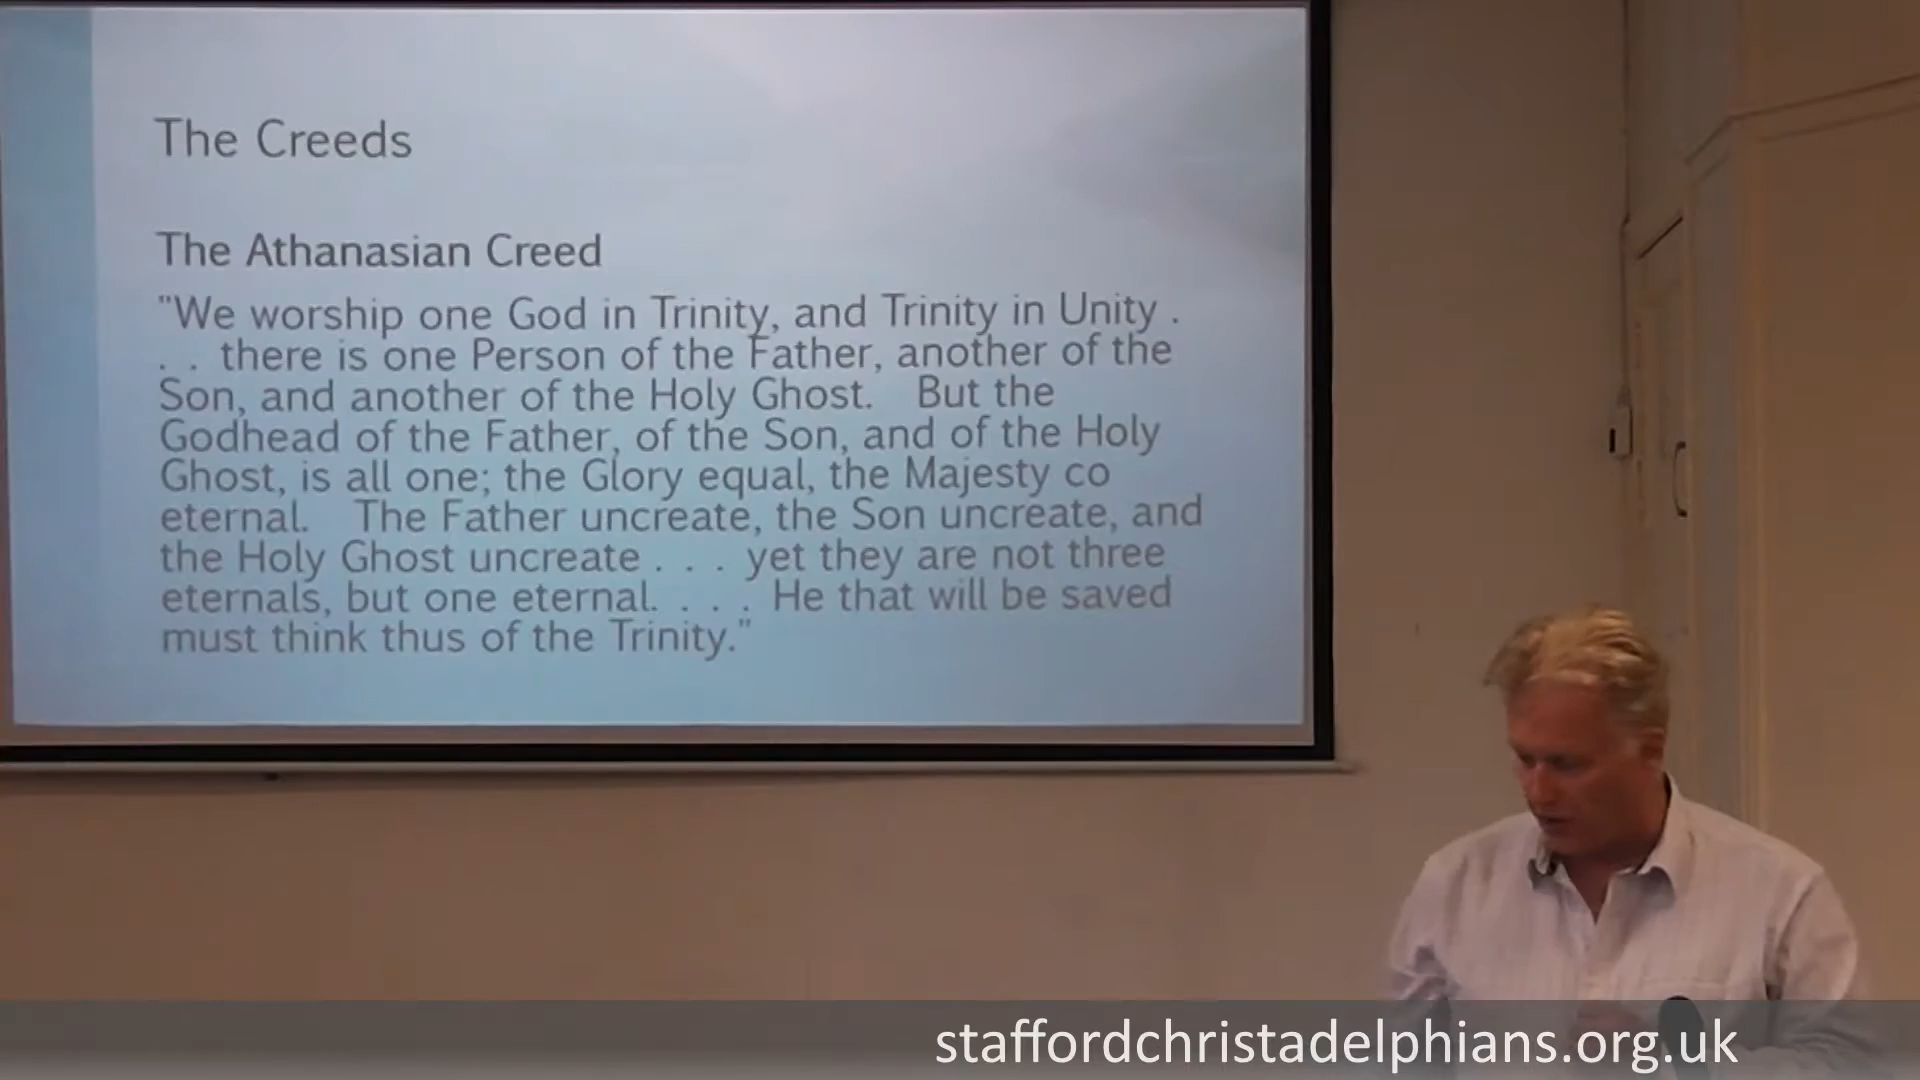 The Creeds
The Athanasian Creed
"We worship one God in Trinity, and Trinity in Unity .
. . there is one Person of the Father, another of the
Son, and another of the Holy Ghost. But the
Godhead of the Father, of the Son, and of the Holy
Ghost, is all one; the Glory equal, the Majesty co
eternal. The Father uncreate, the Son uncreate, and
the Holy Ghost uncreate . . . yet they are not three
eternals, but one eternal. . . . He that will be saved
must think thus of the Trinity."
staffordchristadelphians.org.uk